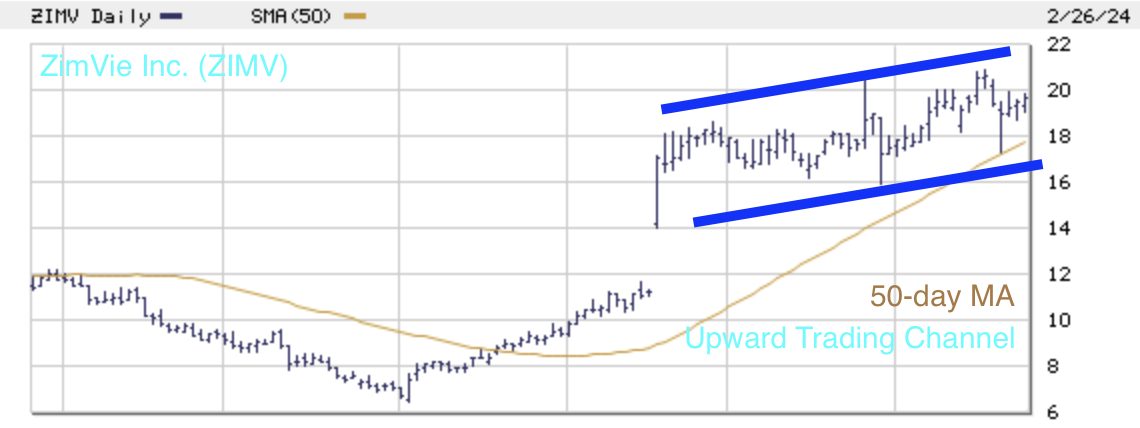 ZIMV Daily SMA(50) 2/26/24
ZimVie Inc. (ZIMV)
22
20
18
16
14
12
10
8
6
50-day MA
Upward Trading Channel